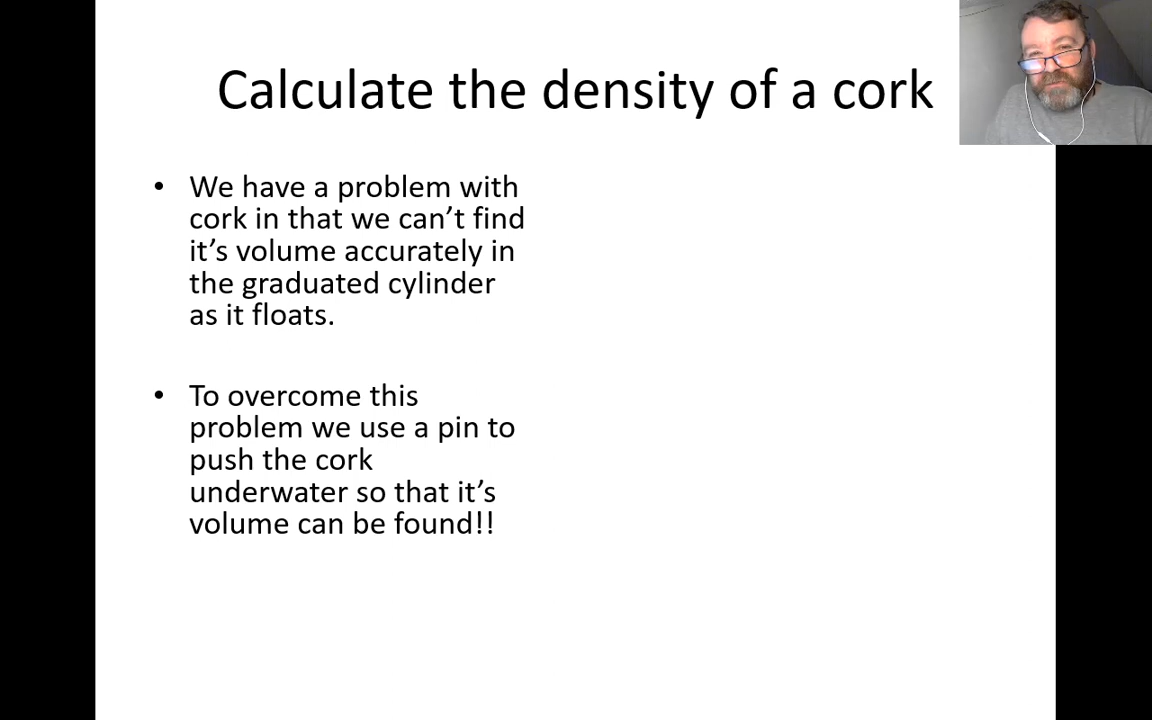 Calculate the density of a cork
• We have a problem with
cork in that we can’t find
it’s volume accurately in
the graduated cylinder
as it floats.
• To overcome this
problem we use a pin to
push the cork
underwater so that it’s
volume can be found!!